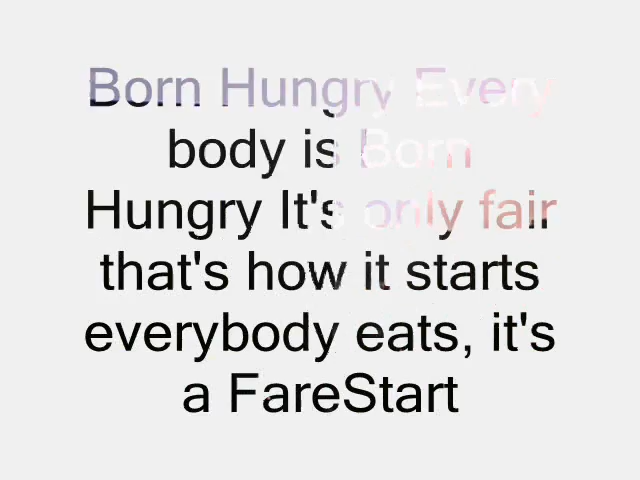 Born Hungry Every
body is Born
Hungry It's only fair
that's how it starts
everybody eats, it's
a FareStart